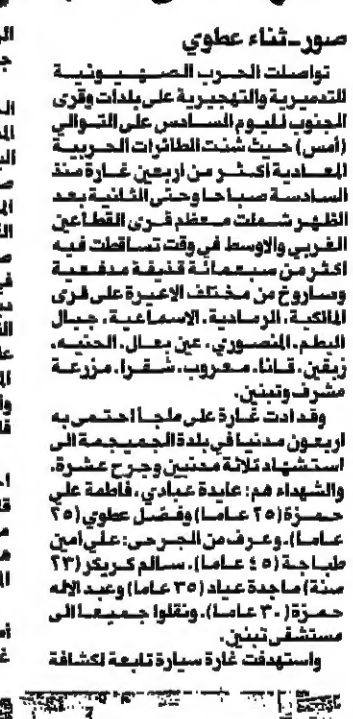 صور ـ ثناء عطوي
تواصلت الحرب الصهيونية
للتدميرية والتهجيرية على بلدات وقرى
الجنوب لليوم السادس على التوالي
(أمس) حيث شنت الطائرات الحربية
المعادية اكثر من اربعين غارة منذ
السادسة صباحا وحتى الثانية بعد
الظهر شملت معظم قرى القطاعين
الغربي والاوسط في وقت تساقطت فيه
اكثر من سبعمائة قذيفة مدفعية
وصاروخ من مختلف الاعيرة على قرى
المالكية، الرمادية، الاسماعية، جبال
البطم، المنصوري، عين بعال، الحنيه،
زبقين، قانا، معروب، شقرا، مزرعة
مشرف وتبنين.
وقد ادت غارة على ملجأ احتمى به
اربعون مدنيا في بلدة الجميجمة الى
استشهاد ثلاثة مدنيين وجرح عشرة.
والشهداء هم: عايدة عبادي، فاطمة علي
حمزة (٢٥ عاما) وفضل عطوي (٢٥
عاما). وعرف من الجرحى: علي امين
طباجة (٤٥ عاما)، سالم كريكر (٢٣
سنة) ماجدة عياد (٣٥ عاما) وعبد الاله
حمزة (٣٠ عاما). ونقلوا جميعا الى
مستشفى تبنين.
واستهدفت غارة سيارة تابعة لكشافة